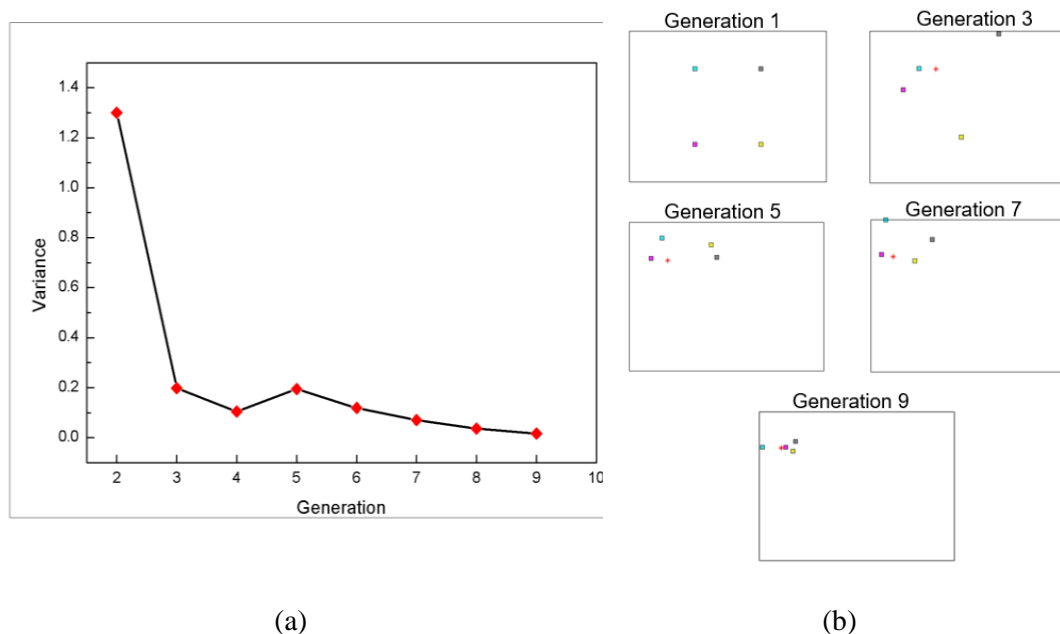 1.4
1.2
1.0
0.8
0.6
0.4
0.2
0.0
Variance
2 3 4 5 6 7 8 9 10
Generation
(a)
Generation 1
Generation 3
Generation 5
Generation 7
Generation 9
(b)